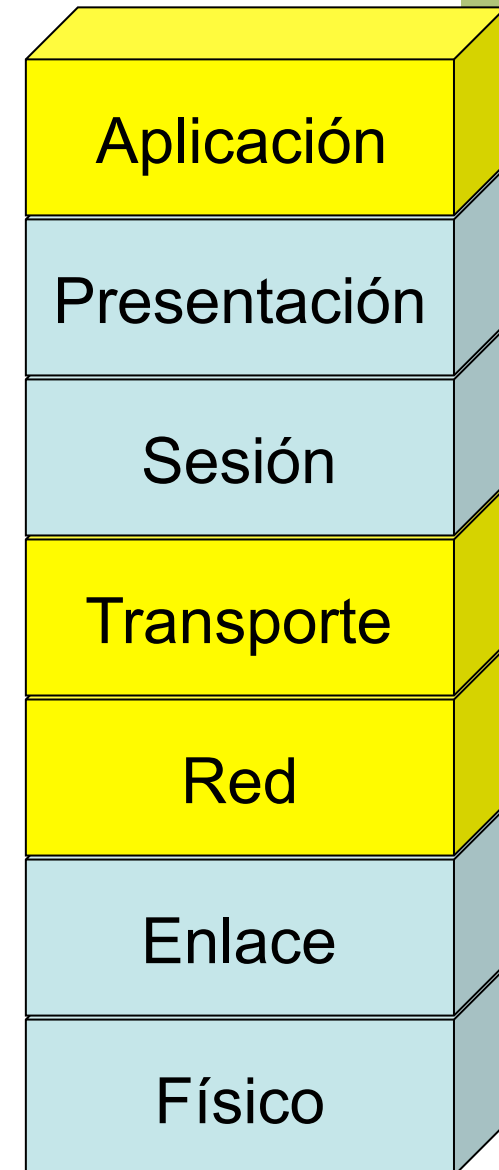 Aplicación
Presentación
Sesión
Transporte
Red
Enlace
Físico